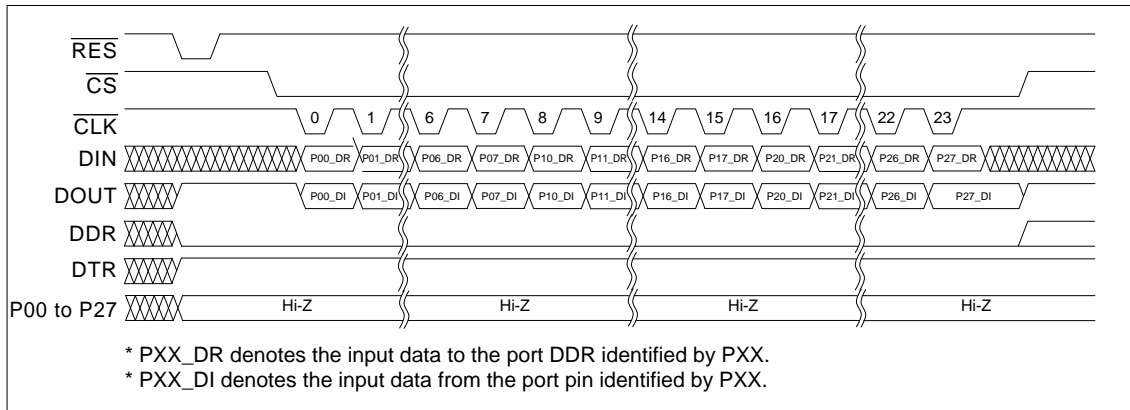 RES
CS
CLK 0 1 6 7 8 9 14 15 16 17 22 23
DIN P00_DR P01_DR P06_DR P07_DR P10_DR P11_DR P16_DR P17_DR P20_DR P21_DR P26_DR P27_DR
DOUT P00_DI P01_DI P06_DI P07_DI P10_DI P11_DI P16_DI P17_DI P20_DI P21_DI P26_DI P27_DI
DDR
DTR
P00 to P27 Hi-Z Hi-Z Hi-Z Hi-Z
* PXX_DR denotes the input data to the port DDR identified by PXX.
* PXX_DI denotes the input data from the port pin identified by PXX.